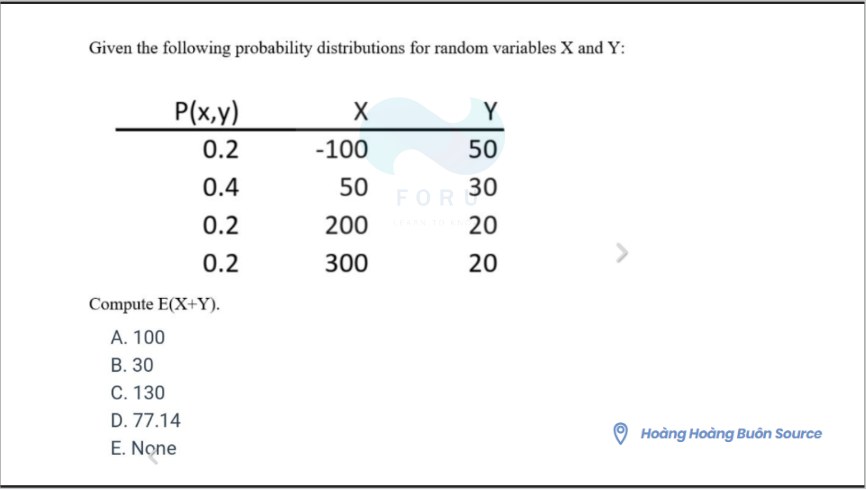 Given the following probability distributions for random variables X and Y:
P(x,y) X Y
0.2 -100 50
0.4 50 30
0.2 200 20
0.2 300 20
FORU
Compute E(X+Y).
A. 100
B. 30
C. 130
D. 77.14
E. None
Hoàng Hoàng Buôn Source